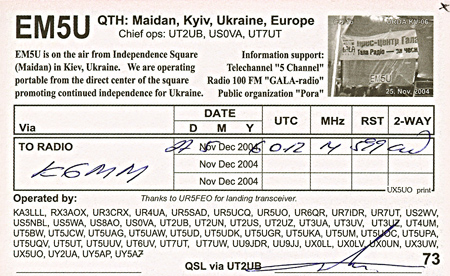 EM5U
QTH: Maidan, Kyiv, Ukraine, Europe
Chief ops: UT2UB, US0VA, UT7UT
EM5U is on the air from Independence Square
(Maidan) in Kiev, Ukraine. We are operating
portable from the direct center of the square
promoting continued independence for Ukraine.
Information support:
Telechannel "5 Channel"
Radio 100 FM "GALA-radio"
Public organization "Pora"
EM5U
25. Nov. 2004
Via
DATE
D M Y
UTC
MHz
RST
2-WAY
TO RADIO
K6MM
Nov Dec 2004
Nov Dec 2004
Nov Dec 2004
599
UX5UO print
Operated by:
Thanks to UR5FEO for landing transceiver.
KA3LLL, RX3AOX, UR3CRX, UR4UA, UR5SAD, UR5UCQ, UR5UO, UR6QR, UR7IDR, UR7UT, US2WV,
US5NBL, US5WA, US8AO, US0VA, UT2UB, UT2UN, UT2US, UT2UZ, UT3UA, UT3UV, UT3UZ, UT4UM,
UT5BW, UT5JCW, UT5UAG, UT5UAW, UT5UD, UT5UDK, UT5UGR, UT5UKA, UT5UM, UT5UOC, UT5UPA,
UT5UQV, UT5UT, UT5UUV, UT6UV, UT7UT, UT7UW, UU9JDR, UU9JJ, UX0LL, UX0LV, UX0UN, UX3UW,
UX5UO, UY2UA, UY5AP, UY5AZ
73
QSL via UT2UB